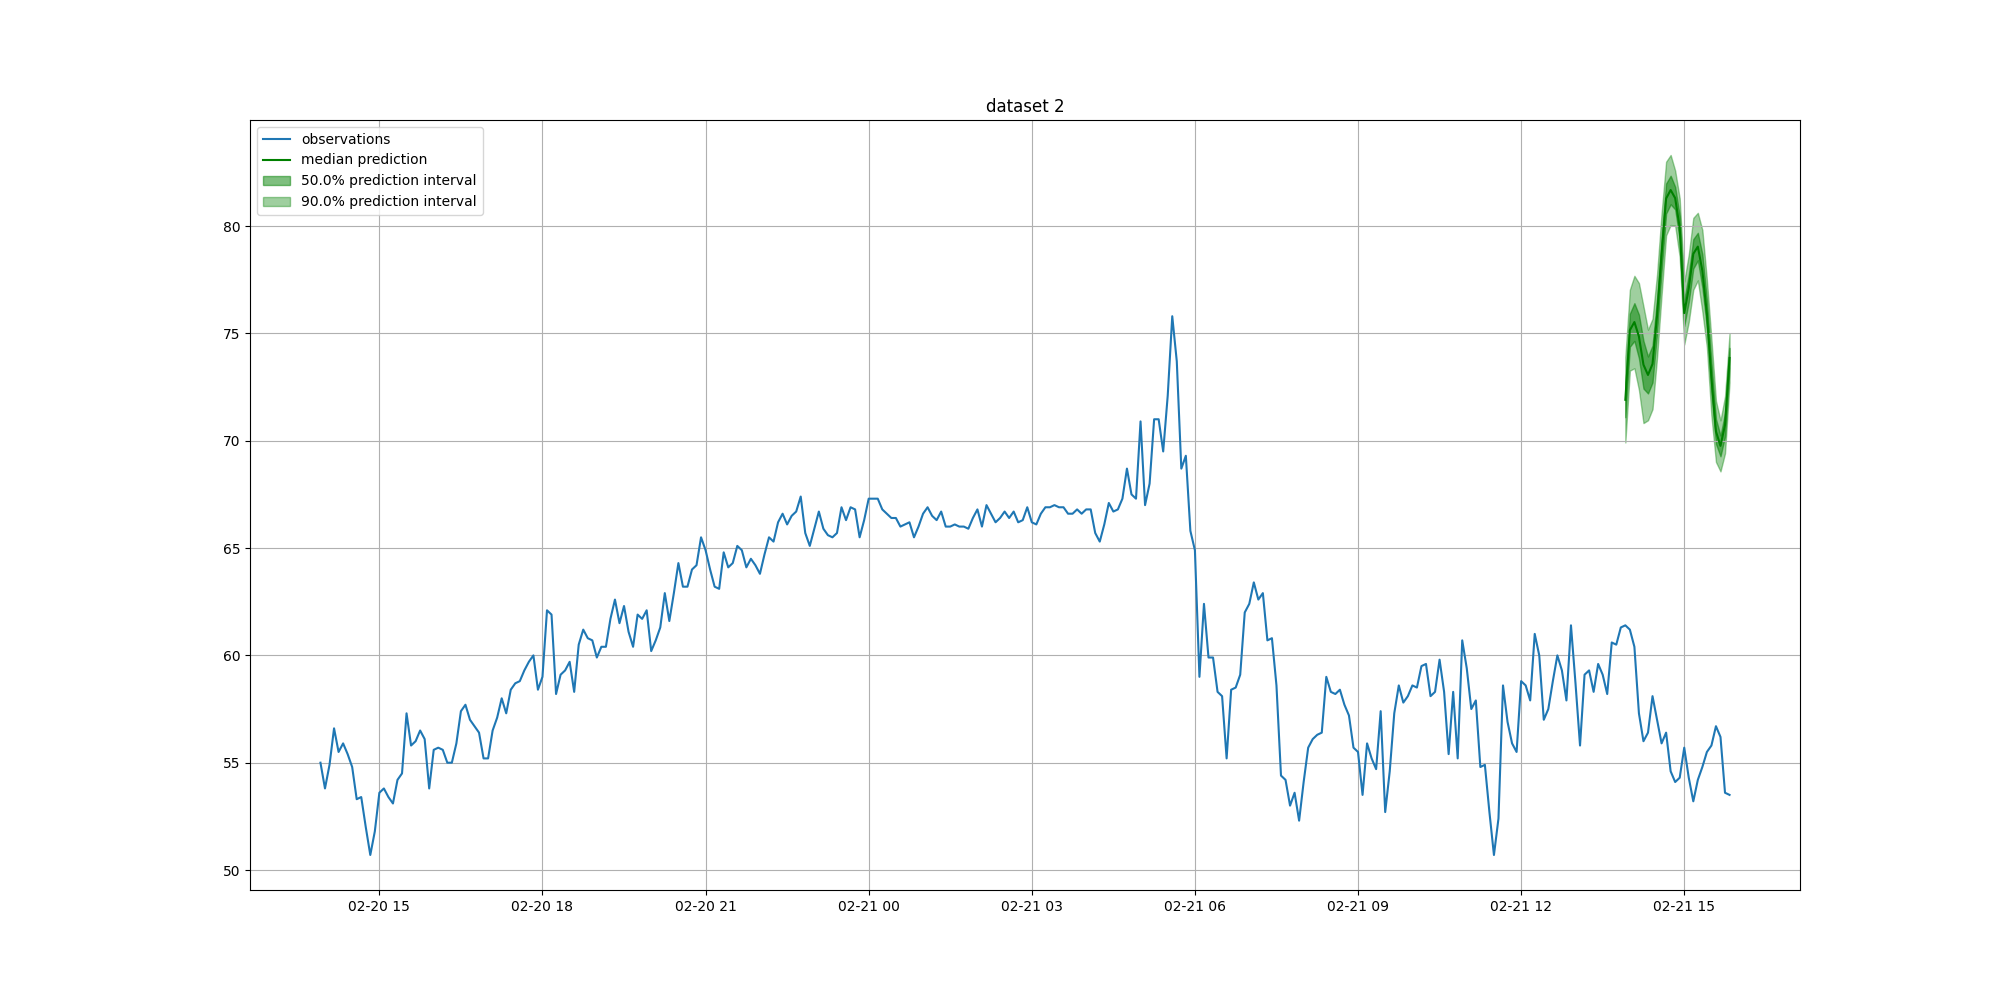 dataset 2
observations
median prediction
50.0% prediction interval
90.0% prediction interval
80
75
70
65
60
55
50
02-20 15 02-20 18 02-20 21 02-21 00 02-21 03 02-21 06 02-21 09 02-21 12 02-21 15